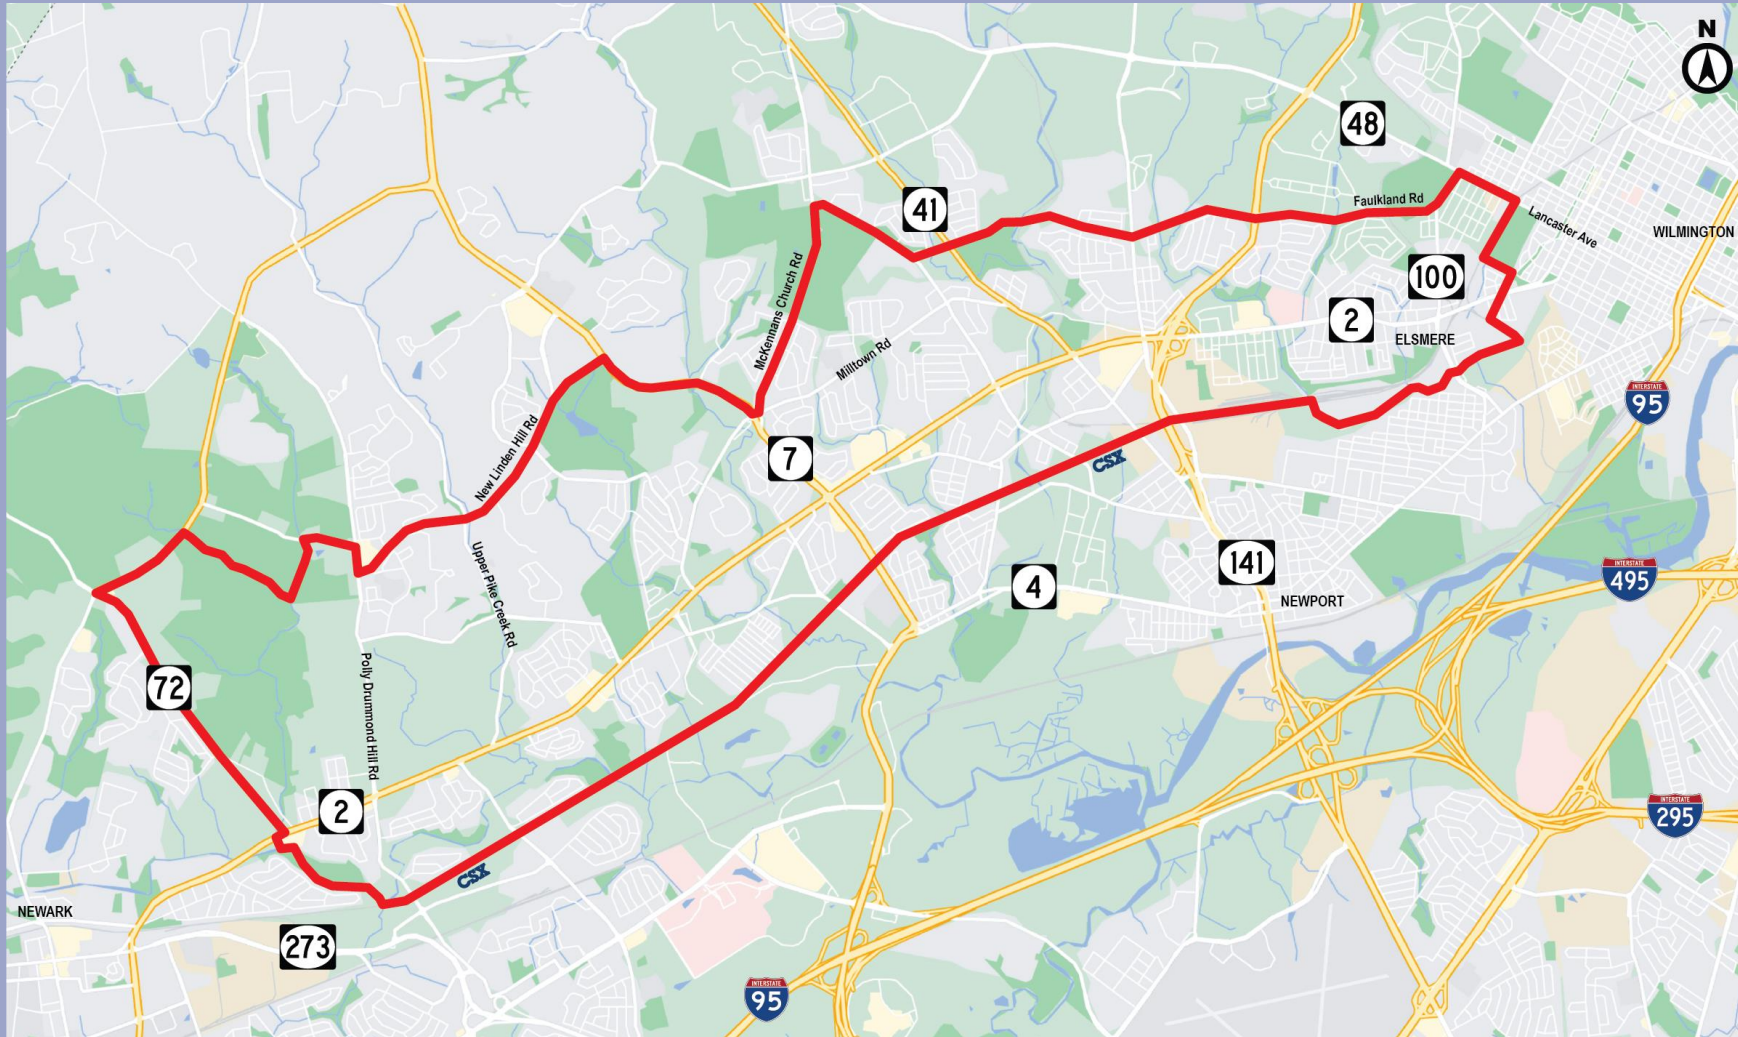 N
48
Faulkland Rd
41
Lancaster Ave
WILMINGTON
McKennans Church Rd
100
2
ELSMERE
Milltown Rd
INTERSTATE
95
New Linden Hill Rd
7
CSX
141
4
NEWPORT
INTERSTATE
495
Upper Pike Creek Rd
Polly Drummond Hill Rd
72
2
INTERSTATE
295
CSX
NEWARK
273
INTERSTATE
95